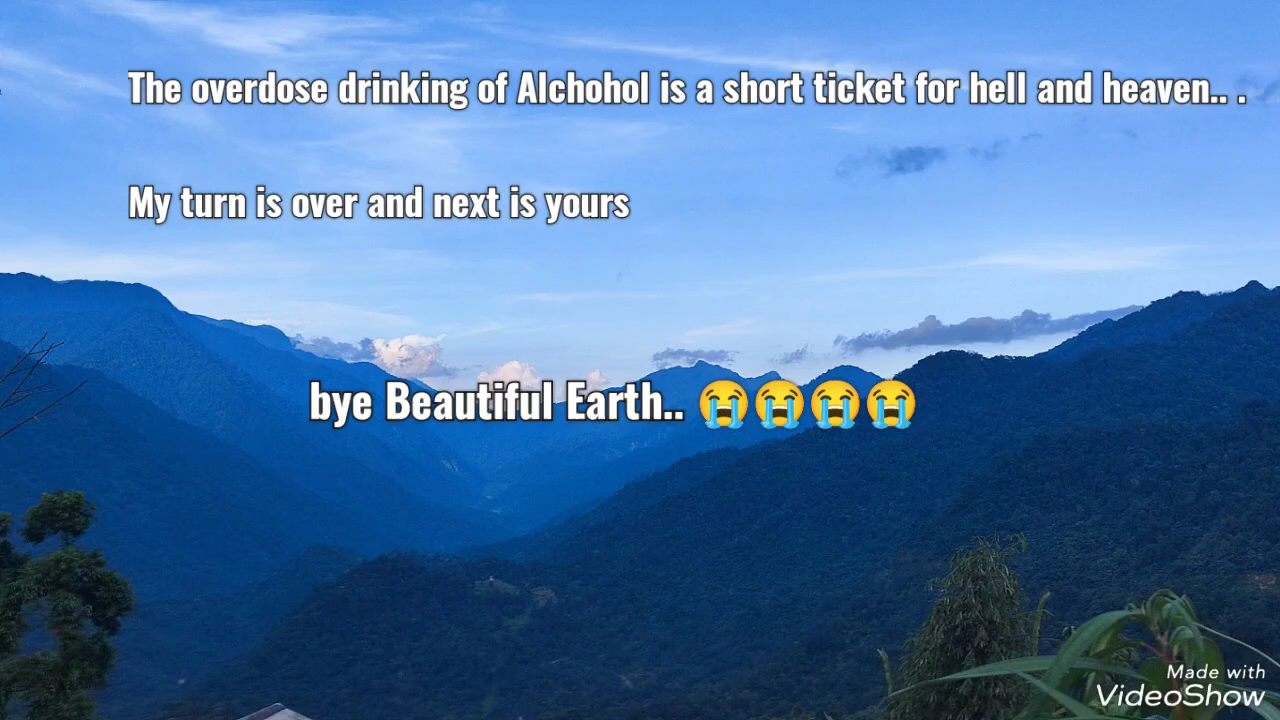 The overdose drinking of Alchohol is a short ticket for hell and heaven.. .
My turn is over and next is yours
bye Beautiful Earth.. 😭😭😭😭
Made with
VideoShow